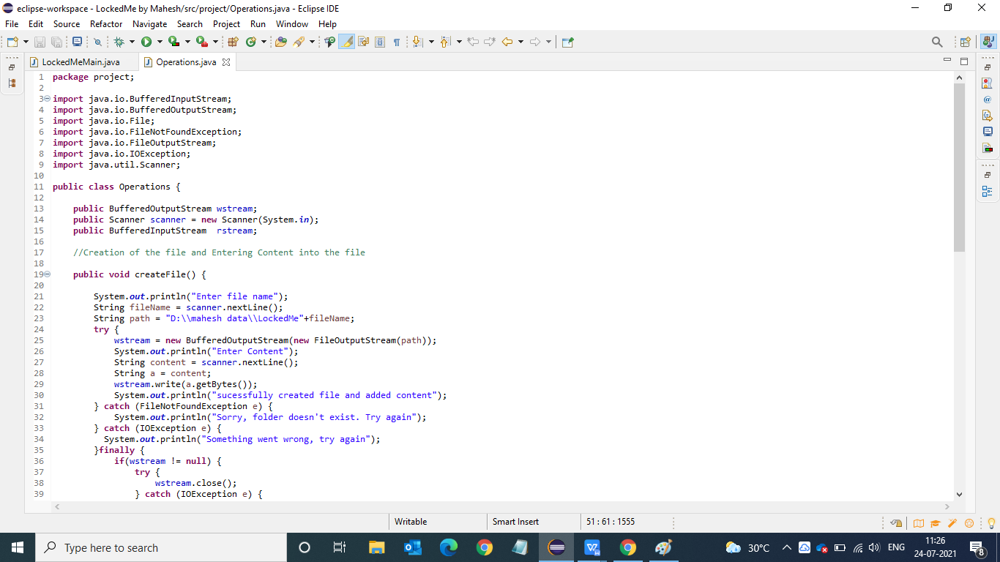 eclipse-workspace - LockedMe by Mahesh/src/project/Operations.java - Eclipse IDE
File Edit Source Refactor Navigate Search Project Run Window Help
LockedMeMain.java Operations.java
1 package project;
2
3 import java.io.BufferedInputStream;
4 import java.io.BufferedOutputStream;
5 import java.io.File;
6 import java.io.FileNotFoundException;
7 import java.io.FileOutputStream;
8 import java.io.IOException;
9 import java.util.Scanner;
10
11 public class Operations {
12
13     public BufferedOutputStream wstream;
14     public Scanner scanner = new Scanner(System.in);
15     public BufferedInputStream  rstream;
16
17     //Creation of the file and Entering Content into the file
18
19     public void createFile() {
20
21         System.out.println("Enter file name");
22         String fileName = scanner.nextLine();
23         String path = "D:\\mahesh data\\LockedMe"+fileName;
24         try {
25             wstream = new BufferedOutputStream(new FileOutputStream(path));
26             System.out.println("Enter Content");
27             String content = scanner.nextLine();
28             String a = content;
29             wstream.write(a.getBytes());
30             System.out.println("sucessfully created file and added content");
31         } catch (FileNotFoundException e) {
32             System.out.println("Sorry, folder doesn't exist. Try again");
33         } catch (IOException e) {
34           System.out.println("Something went wrong, try again");
35         }finally {
36             if(wstream != null) {
37                 try {
38                     wstream.close();
39                 } catch (IOException e) {
Writable Smart Insert 51 : 61 : 1555
Type here to search 30°C ENG 11:26
24-07-2021 8